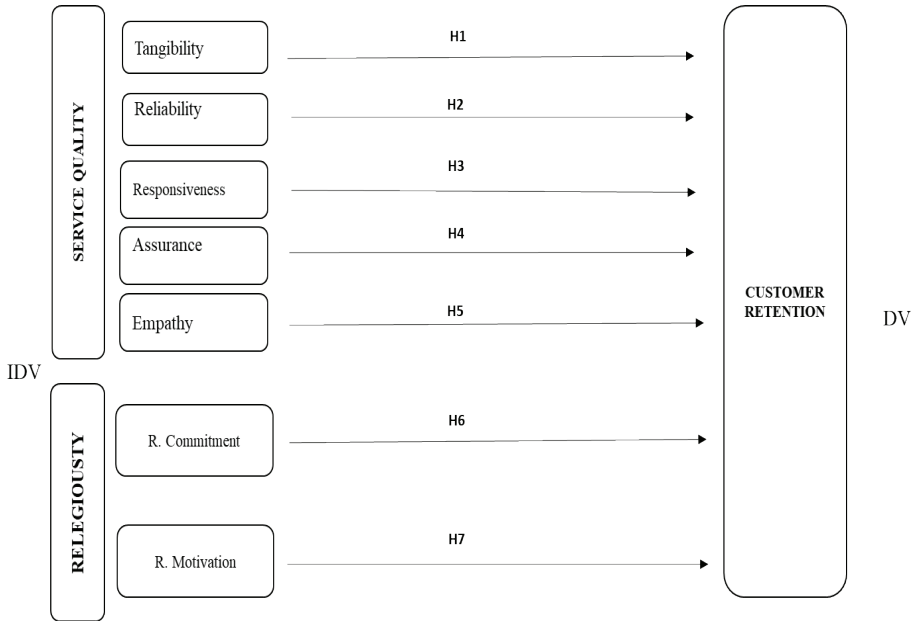 SERVICE QUALITY
Tangibility
H1
Reliability
H2
Responsiveness
H3
Assurance
H4
Empathy
H5
CUSTOMER
RETENTION
DV
IDV
RELEGIOUSTY
R. Commitment
H6
R. Motivation
H7